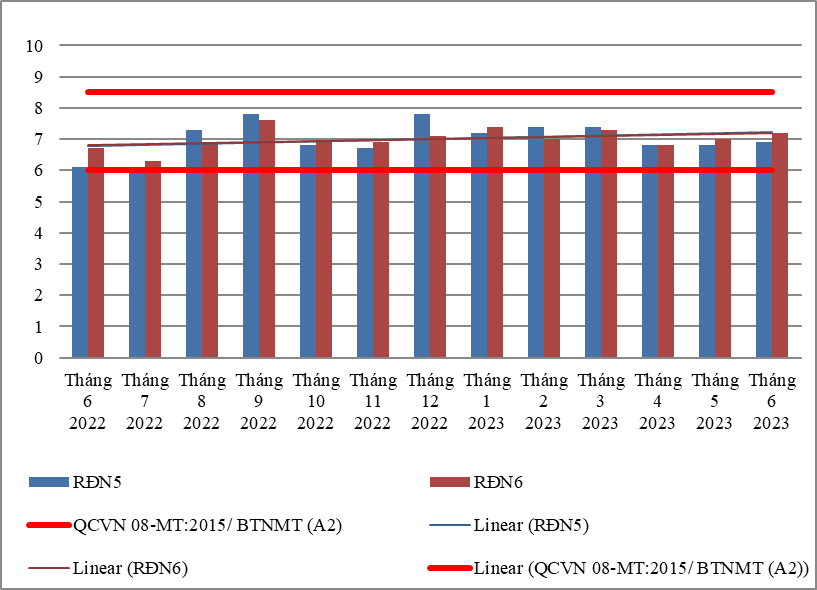 10
9
8
7
6
5
4
3
2
1
0
Tháng 6 2022
Tháng 7 2022
Tháng 8 2022
Tháng 9 2022
Tháng 10 2022
Tháng 11 2022
Tháng 12 2022
Tháng 1 2023
Tháng 2 2023
Tháng 3 2023
Tháng 4 2023
Tháng 5 2023
Tháng 6 2023
RĐN5
RĐN6
QCVN 08-MT:2015/ BTNMT (A2)
Linear (RĐN5)
Linear (RĐN6)
Linear (QCVN 08-MT:2015/ BTNMT (A2))